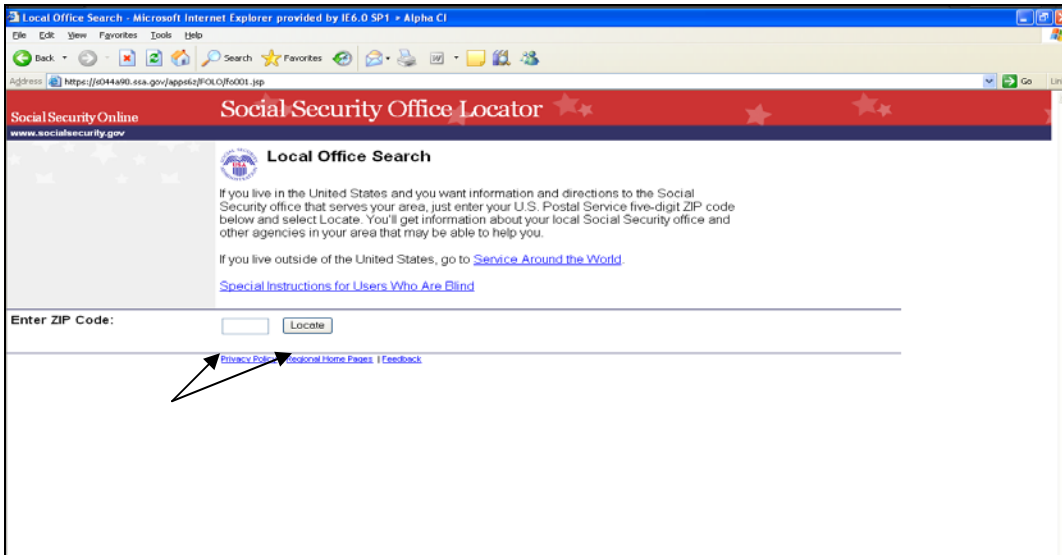 Local Office Search - Microsoft Internet Explorer provided by IE6.0 SP1 » Alpha CI
File Edit View Favorites Tools Help
Back Search Favorites
Address https://s044a90.ssa.gov/apps6z/FOLO/fo001.jsp Go
Social Security Online
Social Security Office Locator
www.socialsecurity.gov
Local Office Search
If you live in the United States and you want information and directions to the Social
Security office that serves your area, just enter your U.S. Postal Service five-digit ZIP code
below and select Locate. You'll get information about your local Social Security office and
other agencies in your area that may be able to help you.
If you live outside of the United States, go to Service Around the World.
Special Instructions for Users Who Are Blind
Enter ZIP Code:
Locate
Privacy Policy | Regional Home Pages | Feedback